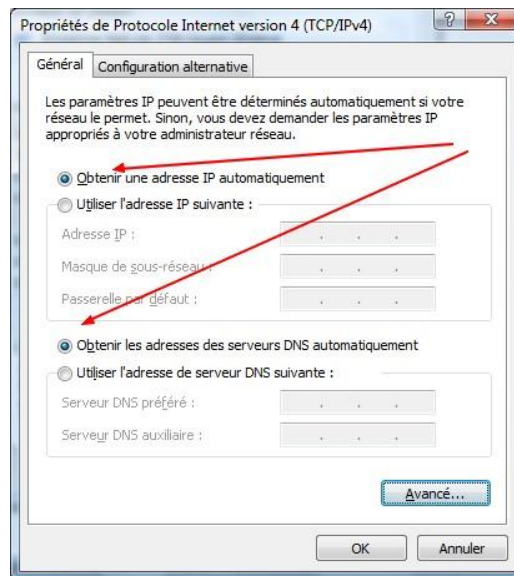 Propriétés de Protocole Internet version 4 (TCP/IPv4)
Général
Configuration alternative
Les paramètres IP peuvent être déterminés automatiquement si votre
réseau le permet. Sinon, vous devez demander les paramètres IP
appropriés à votre administrateur réseau.
Obtenir une adresse IP automatiquement
Utiliser l'adresse IP suivante :
Adresse IP :
Masque de sous-réseau :
Passerelle par défaut :
Obtenir les adresses des serveurs DNS automatiquement
Utiliser l'adresse de serveur DNS suivante :
Serveur DNS préféré :
Serveur DNS auxiliaire :
Avancé...
OK
Annuler